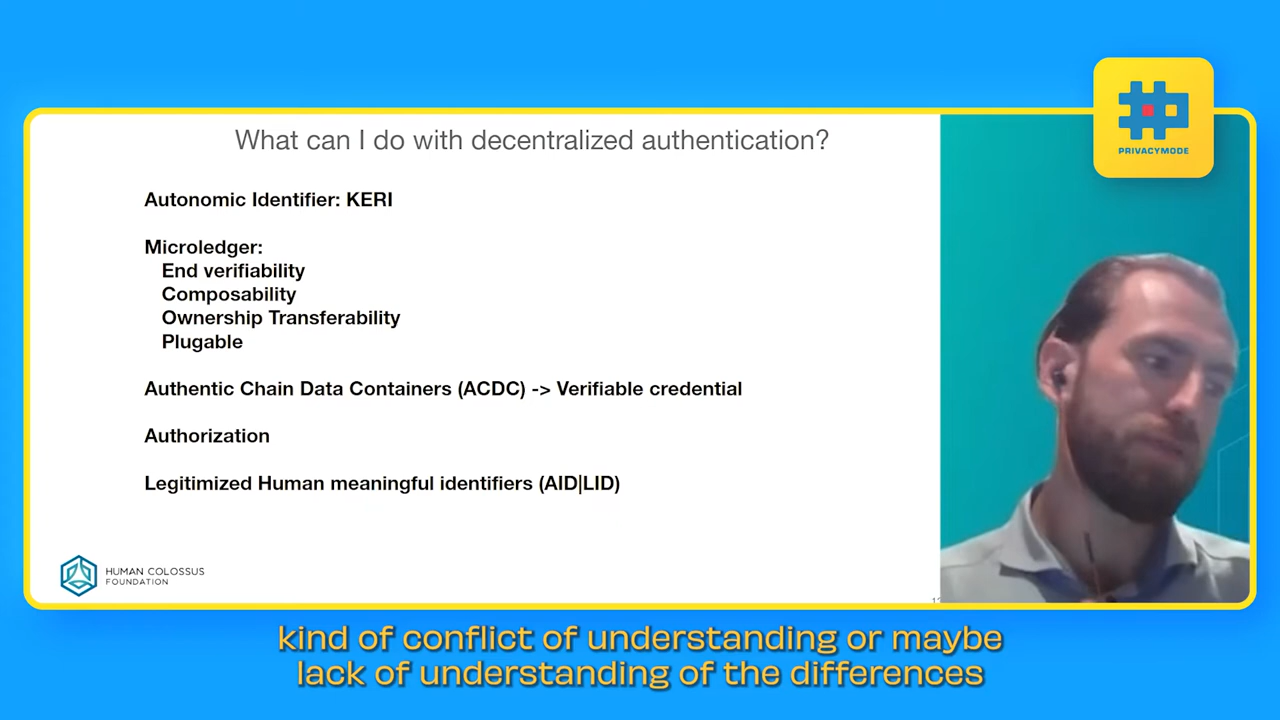 What can I do with decentralized authentication?
PRIVACYMODE
Autonomic Identifier: KERI
Microledger:
End verifiability
Composability
Ownership Transferability
Plugable
Authentic Chain Data Containers (ACDC) -> Verifiable credential
Authorization
Legitimized Human meaningful identifiers (AID|LID)
HUMAN COLOSSUS
FOUNDATION
kind of conflict of understanding or maybe
lack of understanding of the differences